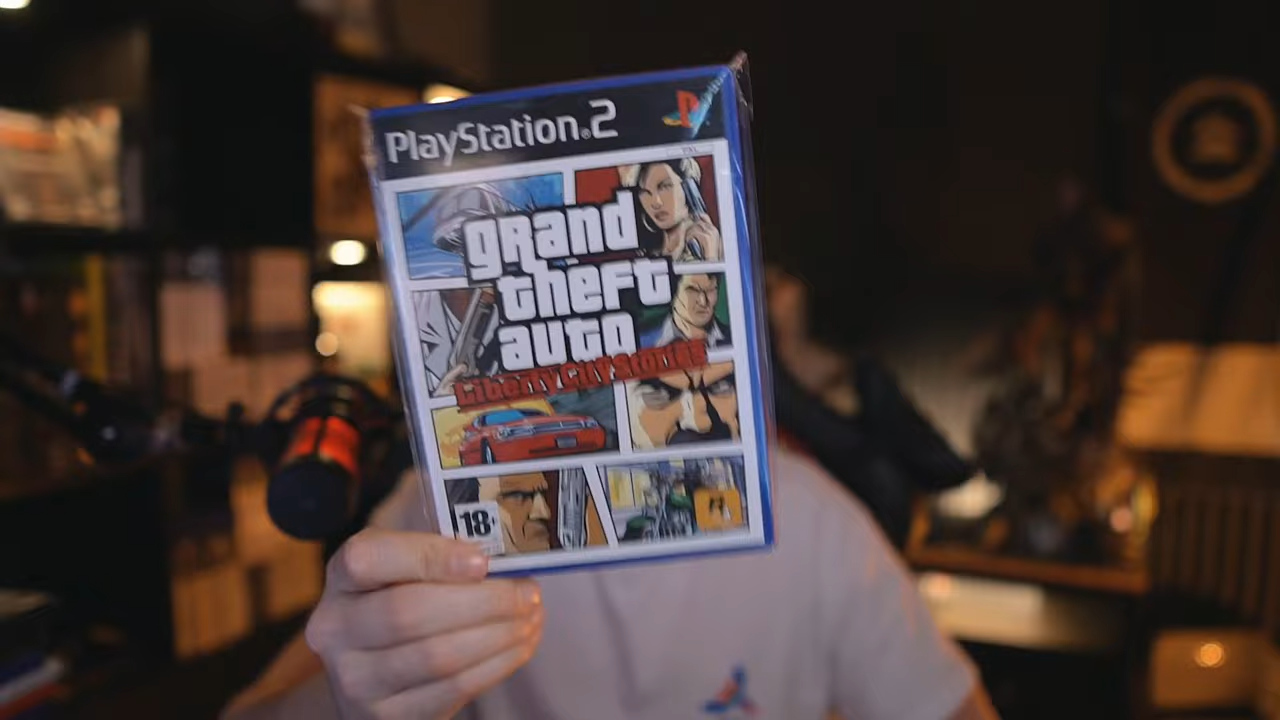 PlayStation®2
grand
theft
auto
Liberty City Stories
18+
R★